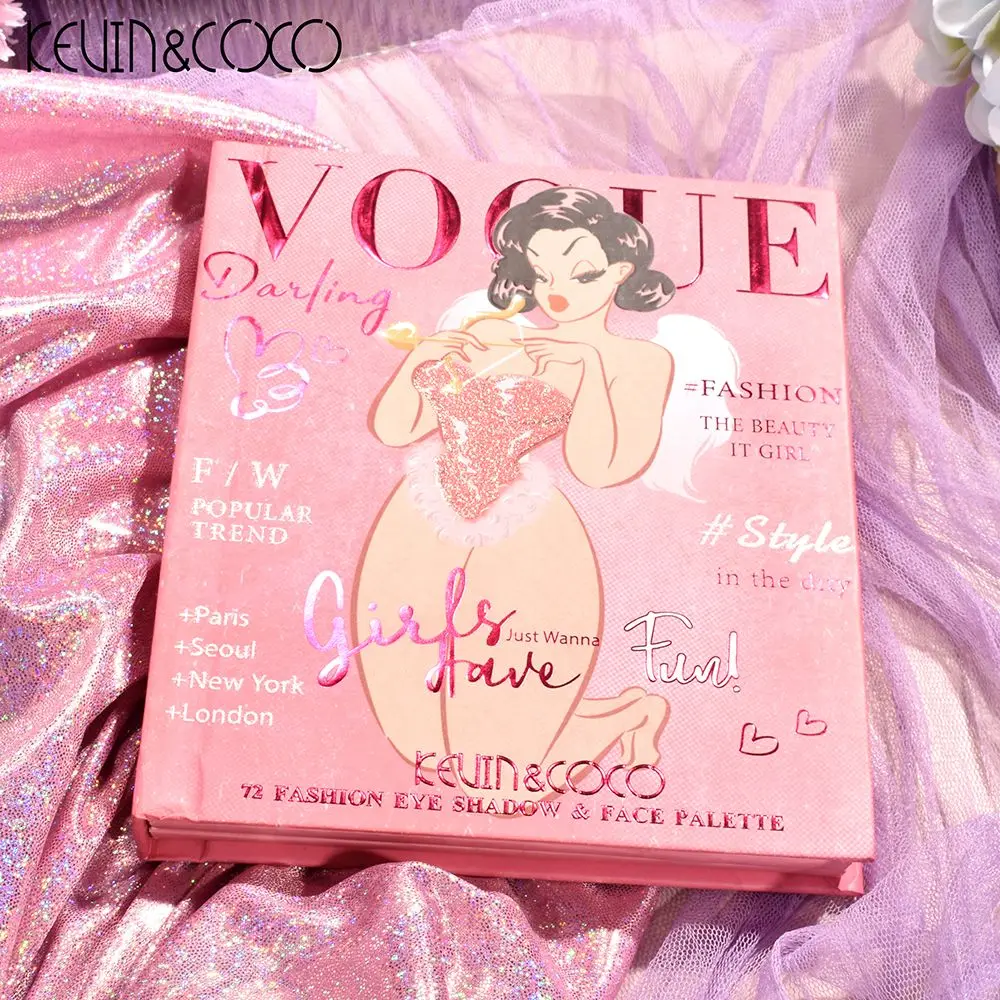 KEVIN&COCO
VOGUE
Darling
=FASHION
THE BEAUTY
IT GIRL
F / W
POPULAR
TREND
# Style
in the day
+Paris
+Seoul
+New York
+London
Girls
Just Wanna
Have
Fun!
KEVIN&COCO
72 FASHION EYE SHADOW & FACE PALETTE